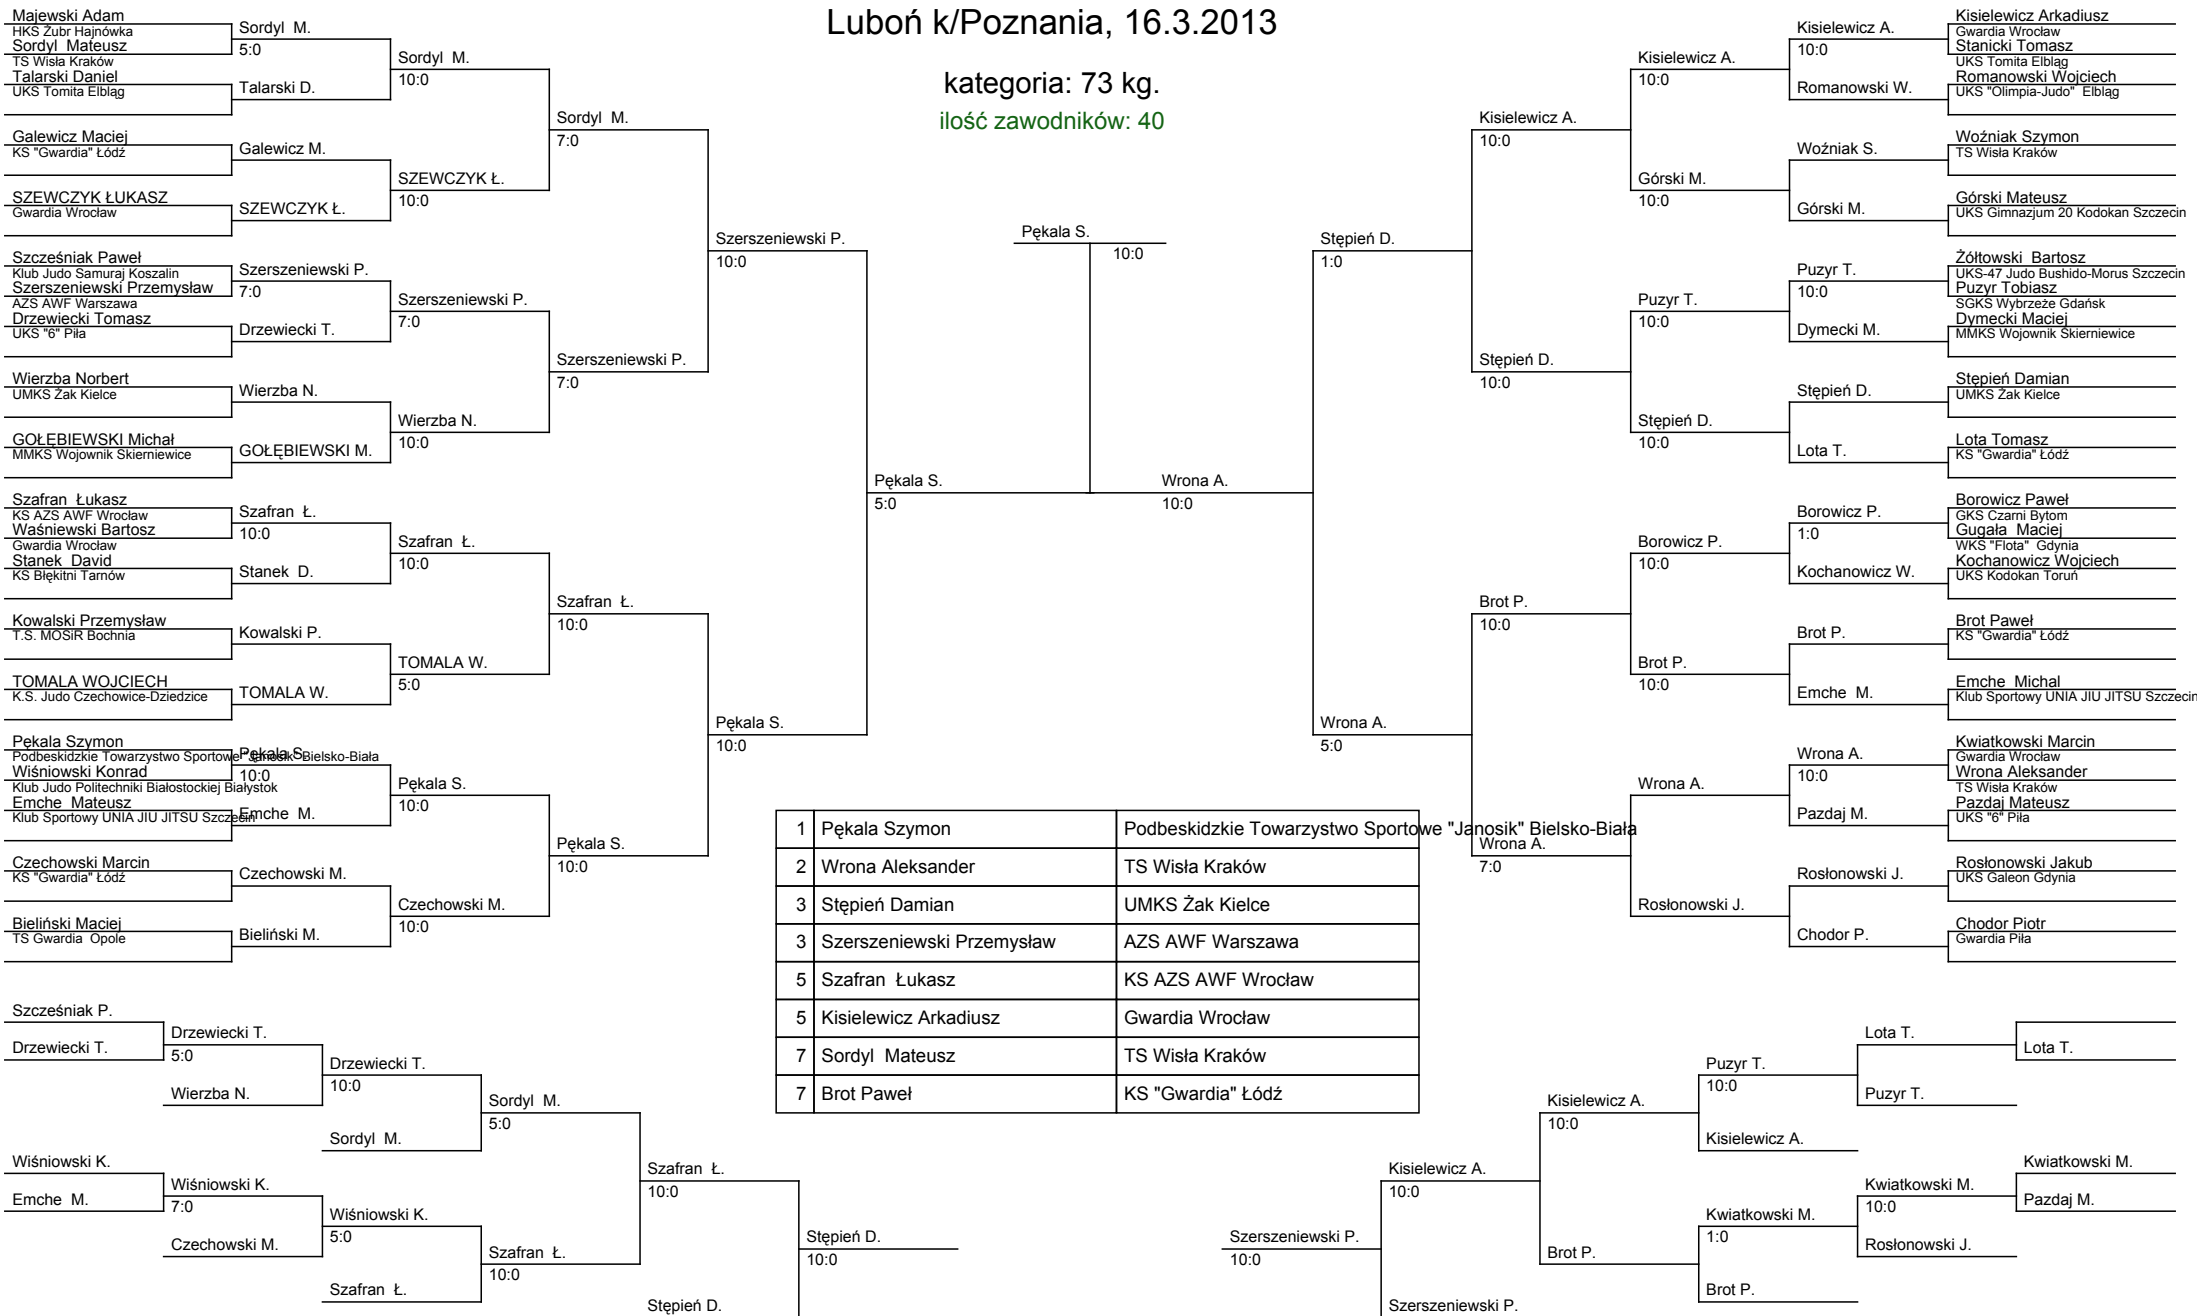 Luboń k/Poznania, 16.3.2013
kategoria: 73 kg.
ilość zawodników: 40
Majewski Adam
HKS Żubr Hajnówka
Sordyl  Mateusz
TS Wisła Kraków
Talarski Daniel
UKS Tomita Elbląg
Galewicz Maciej
KS "Gwardia" Łódź
SZEWCZYK ŁUKASZ
Gwardia Wrocław
Szcześniak Paweł
Klub Judo Samuraj Koszalin
Szerszeniewski Przemysław
AZS AWF Warszawa
Drzewiecki Tomasz
UKS "6" Piła
Wierzba Norbert
UMKS Żak Kielce
GOŁĘBIEWSKI Michał
MMKS Wojownik Skierniewice
Szafran  Łukasz
KS AZS AWF Wrocław
Waśniewski Bartosz
Gwardia Wrocław
Stanek  David
KS Błękitni Tarnów
Kowalski Przemysław
T.S. MOSiR Bochnia
TOMALA WOJCIECH
K.S. Judo Czechowice-Dziedzice
Pękala Szymon
Podbeskidzkie Towarzystwo Sportowe "Janosik" Bielsko-Biała
Wiśniowski Konrad
Klub Judo Politechniki Białostockiej Białystok
Emche  Mateusz
Klub Sportowy UNIA JIU JITSU Szczecin
Czechowski Marcin
KS "Gwardia" Łódź
Bieliński Maciej
TS Gwardia  Opole
Sordyl  M.
5:0
Talarski D.
Galewicz M.
SZEWCZYK Ł.
Szerszeniewski P.
7:0
Drzewiecki T.
Wierzba N.
GOŁĘBIEWSKI M.
Szafran  Ł.
10:0
Stanek  D.
Kowalski P.
TOMALA W.
Pękala S.
10:0
Emche  M.
Czechowski M.
Bieliński M.
Sordyl  M.
10:0
SZEWCZYK Ł.
10:0
Szerszeniewski P.
7:0
Wierzba N.
10:0
Szafran  Ł.
10:0
TOMALA W.
5:0
Pękala S.
10:0
Czechowski M.
10:0
Sordyl  M.
7:0
Szerszeniewski P.
7:0
Szafran  Ł.
10:0
Pękala S.
10:0
Szerszeniewski P.
10:0
Pękala S.
10:0
Pękala S.
5:0
Pękala S.
10:0
Wrona A.
10:0
Stępień D.
1:0
Wrona A.
5:0
Kisielewicz A.
10:0
Stępień D.
10:0
Brot P.
10:0
Wrona A.
7:0
Kisielewicz A.
10:0
Górski M.
10:0
Puzyr T.
10:0
Stępień D.
10:0
Borowicz P.
10:0
Brot P.
10:0
Wrona A.
Rosłonowski J.
Kisielewicz A.
10:0
Romanowski W.
Woźniak S.
Górski M.
Puzyr T.
10:0
Dymecki M.
Stępień D.
Lota T.
Borowicz P.
1:0
Kochanowicz W.
Brot P.
Emche  M.
Wrona A.
10:0
Pazdaj M.
Rosłonowski J.
Chodor P.
Kisielewicz Arkadiusz
Gwardia Wrocław
Stanicki Tomasz
UKS Tomita Elbląg
Romanowski Wojciech
UKS "Olimpia-Judo"  Elbląg
Woźniak Szymon
TS Wisła Kraków
Górski Mateusz
UKS Gimnazjum 20 Kodokan Szczecin
Żółtowski  Bartosz
UKS-47 Judo Bushido-Morus Szczecin
Puzyr Tobiasz
SGKS Wybrzeże Gdańsk
Dymecki Maciej
MMKS Wojownik Skierniewice
Stępień Damian
UMKS Żak Kielce
Lota Tomasz
KS "Gwardia" Łódź
Borowicz Paweł
GKS Czarni Bytom
Gugała  Maciej
WKS "Flota"  Gdynia
Kochanowicz Wojciech
UKS Kodokan Toruń
Brot Paweł
KS "Gwardia" Łódź
Emche  Michal
Klub Sportowy UNIA JIU JITSU Szczecin
Kwiatkowski Marcin
Gwardia Wrocław
Wrona Aleksander
TS Wisła Kraków
Pazdaj Mateusz
UKS "6" Piła
Rosłonowski Jakub
UKS Galeon Gdynia
Chodor Piotr
Gwardia Piła
1 Pękala Szymon Podbeskidzkie Towarzystwo Sportowe "Janosik" Bielsko-Biała
2 Wrona Aleksander TS Wisła Kraków
3 Stępień Damian UMKS Żak Kielce
3 Szerszeniewski Przemysław AZS AWF Warszawa
5 Szafran  Łukasz KS AZS AWF Wrocław
5 Kisielewicz Arkadiusz Gwardia Wrocław
7 Sordyl  Mateusz TS Wisła Kraków
7 Brot Paweł KS "Gwardia" Łódź
Szcześniak P.
Drzewiecki T.
Wiśniowski K.
Emche  M.
Drzewiecki T.
5:0
Wierzba N.
Wiśniowski K.
7:0
Czechowski M.
Drzewiecki T.
10:0
Sordyl  M.
Wiśniowski K.
5:0
Szafran  Ł.
Sordyl  M.
5:0
Szafran  Ł.
10:0
Szafran  Ł.
10:0
Stępień D.
Stępień D.
10:0
Szerszeniewski P.
10:0
Kisielewicz A.
10:0
Szerszeniewski P.
Kisielewicz A.
10:0
Brot P.
Puzyr T.
10:0
Kisielewicz A.
Kwiatkowski M.
1:0
Brot P.
Lota T.
Puzyr T.
Kwiatkowski M.
10:0
Rosłonowski J.
Lota T.
Kwiatkowski M.
Pazdaj M.